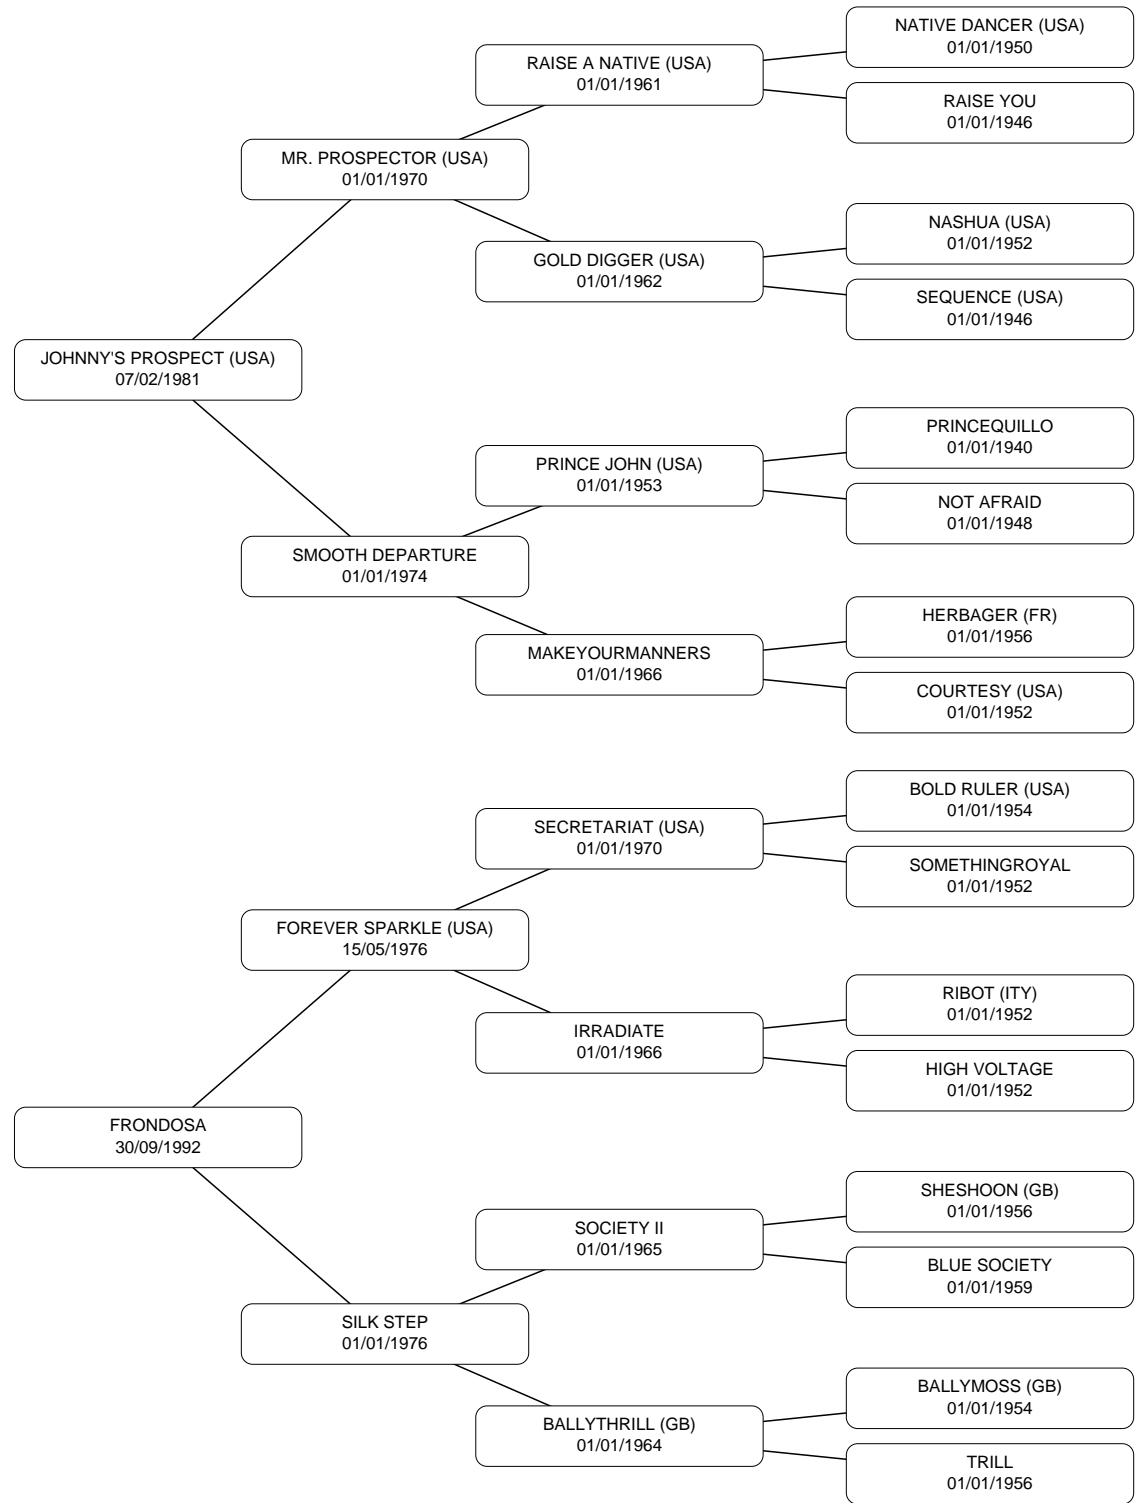 NATIVE DANCER (USA)
01/01/1950
RAISE A NATIVE (USA)
01/01/1961
RAISE YOU
01/01/1946
MR. PROSPECTOR (USA)
01/01/1970
NASHUA (USA)
01/01/1952
GOLD DIGGER (USA)
01/01/1962
SEQUENCE (USA)
01/01/1946
JOHNNY'S PROSPECT (USA)
07/02/1981
PRINCEQUILLO
01/01/1940
PRINCE JOHN (USA)
01/01/1953
NOT AFRAID
01/01/1948
SMOOTH DEPARTURE
01/01/1974
HERBAGER (FR)
01/01/1956
MAKEYOURMANNERS
01/01/1966
COURTESY (USA)
01/01/1952
BOLD RULER (USA)
01/01/1954
SECRETARIAT (USA)
01/01/1970
SOMETHINGROYAL
01/01/1952
FOREVER SPARKLE (USA)
15/05/1976
RIBOT (ITY)
01/01/1952
IRRADIATE
01/01/1966
HIGH VOLTAGE
01/01/1952
FRONDOSA
30/09/1992
SHESHOON (GB)
01/01/1956
SOCIETY II
01/01/1965
BLUE SOCIETY
01/01/1959
SILK STEP
01/01/1976
BALLYMOSS (GB)
01/01/1954
BALLYTHRILL (GB)
01/01/1964
TRILL
01/01/1956